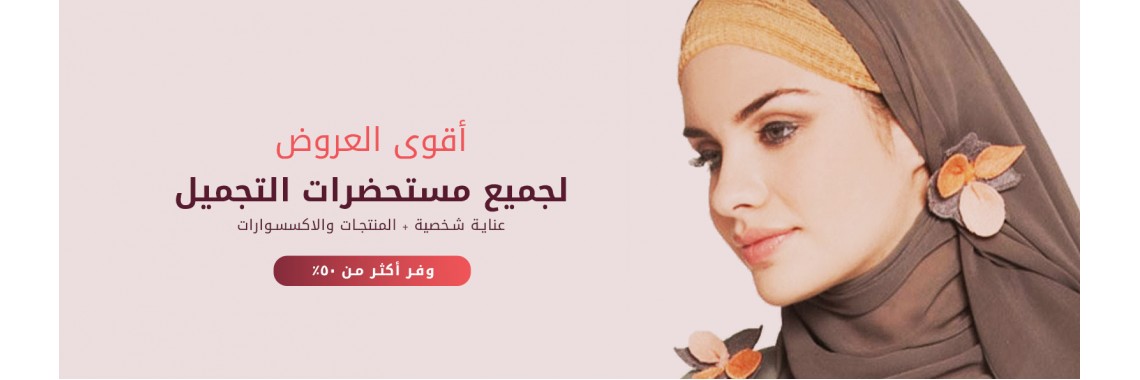 أقوى العروض
لجميع مستحضرات التجميل
عناية شخصية + المنتجات والاكسسوارات
وفر أكثر من ٥٠٪